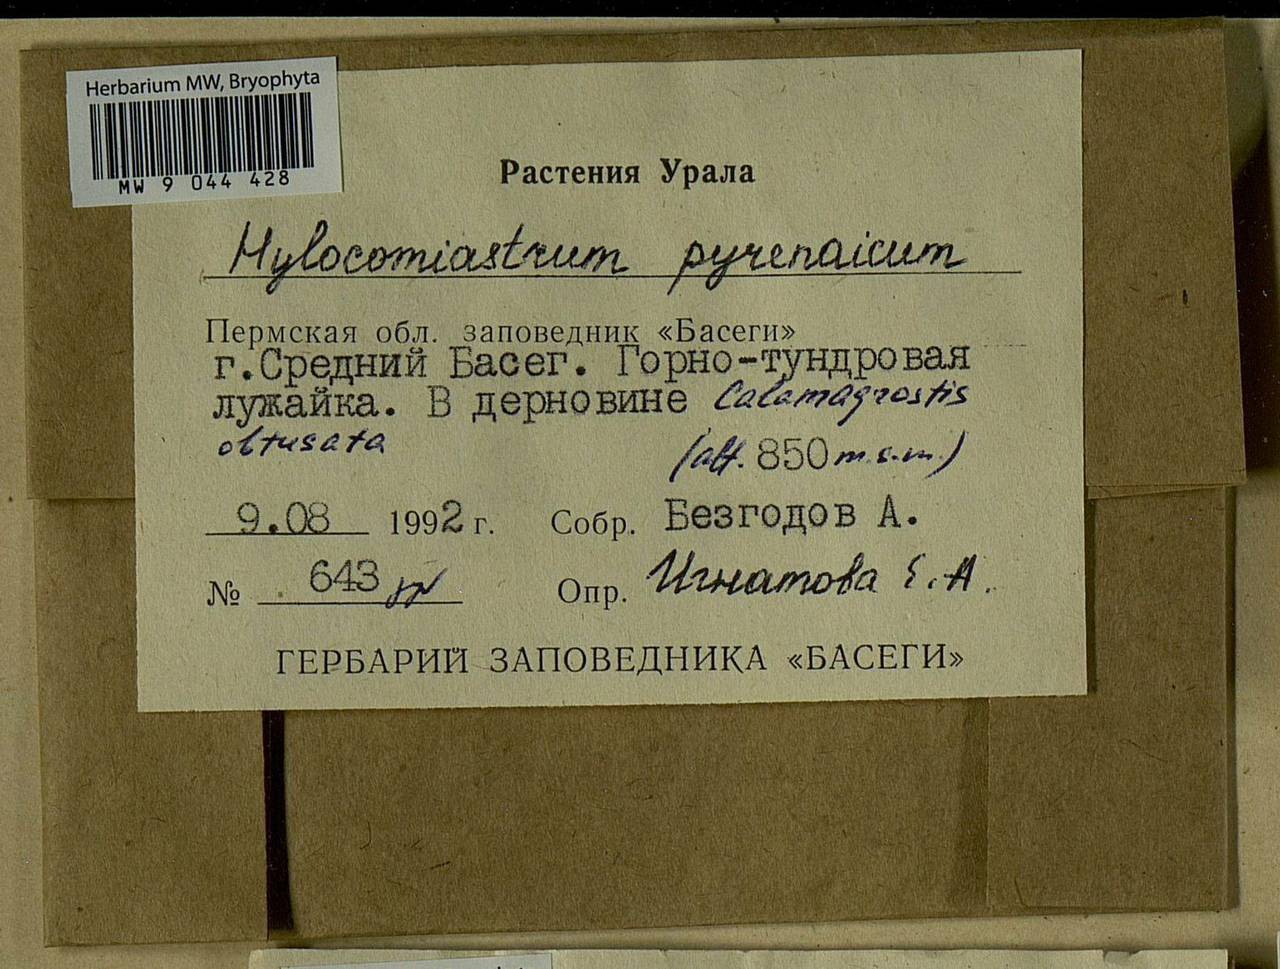 Herbarium MW, Bryophyta
MW 9 044 428
Растения Урала
Hylocomiastrum pyrenaicum
Пермская обл. заповедник «Басеги»
г.Средний Басег. Горно-тундровая
лужайка. В дерновине Calamagrostis
obtusata
(alt. 850 m.s.m.)
9.08 1992 г. Собр. Безгодов А.
№ 643 Опр. Игнатова Е.А.
ГЕРБАРИЙ ЗАПОВЕДНИКА «БАСЕГИ»